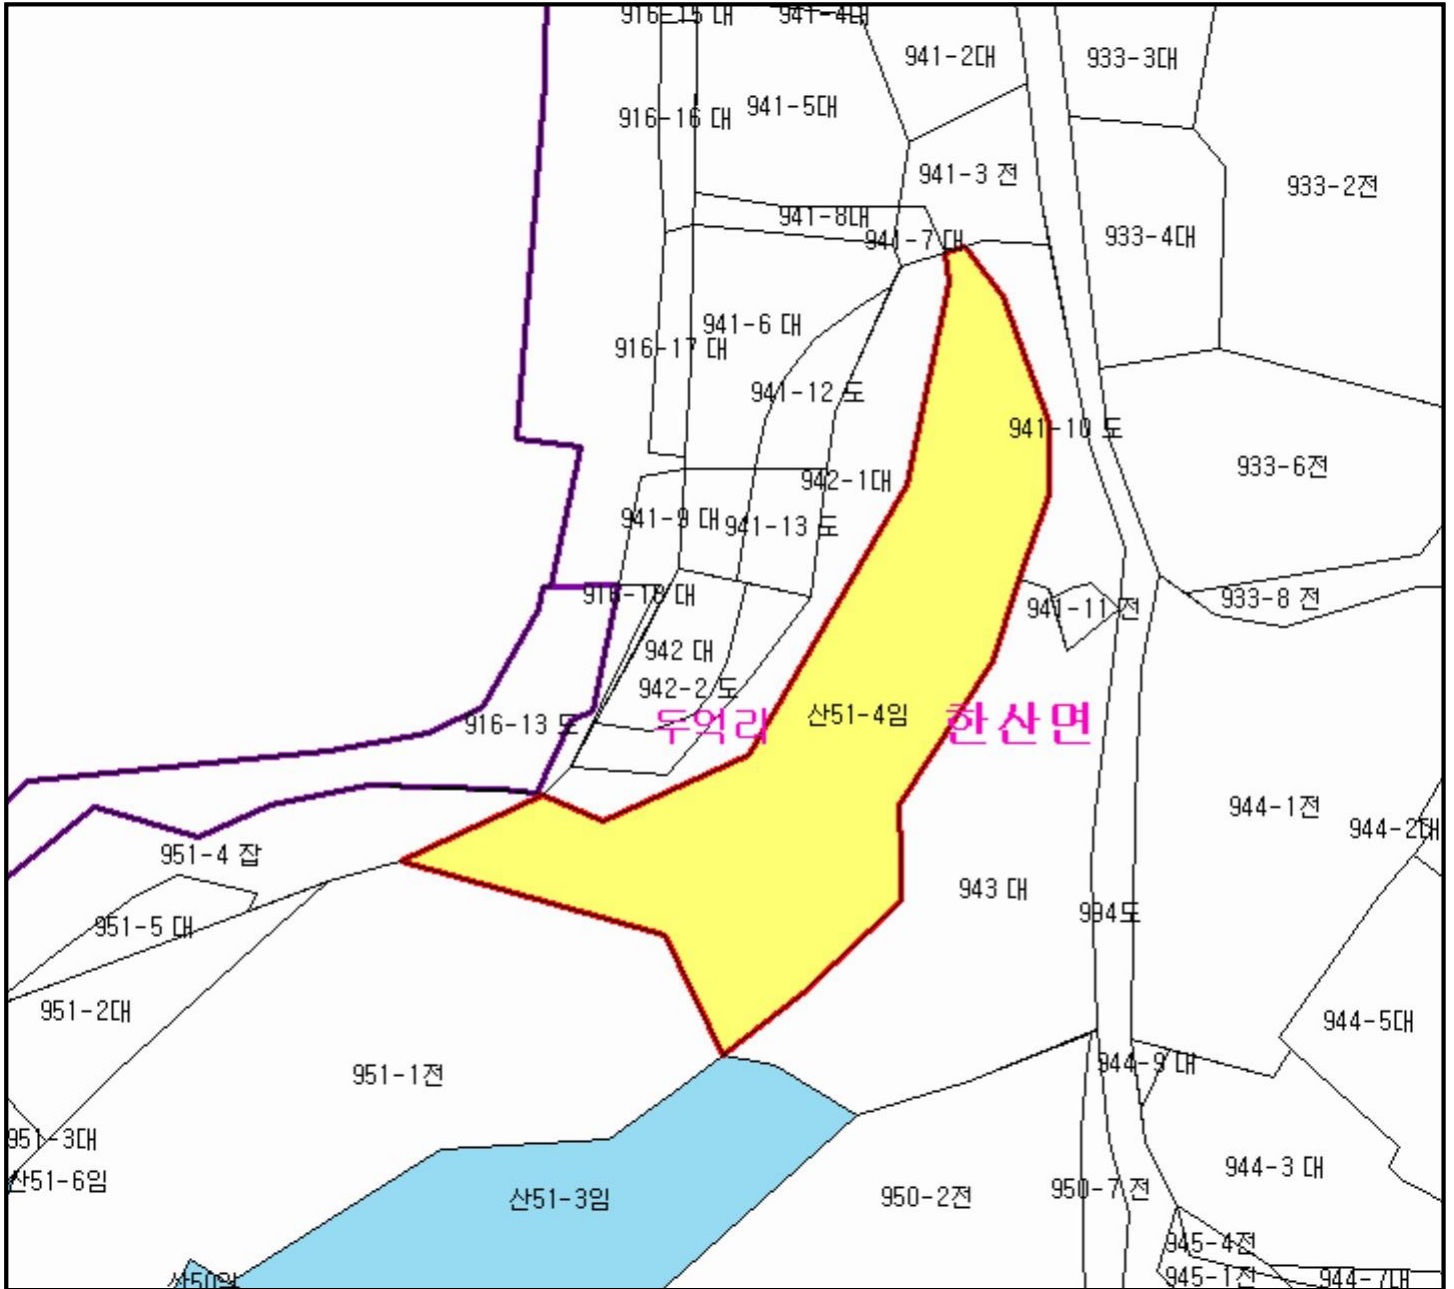 916-15 대
941-4대
941-2대
933-3대
916-16 대
941-5대
941-3 전
933-2전
941-8대
941-7 대
933-4대
941-6 대
916-17 대
941-12 도
941-10 도
933-6전
942-1대
941-9 대
941-13 도
916-18 대
941-11 전
933-8 전
942 대
942-2 도
916-13 도
두억리
산51-4임
한산면
944-1전
944-2대
951-4 잡
943 대
994도
951-5 대
951-2대
944-5대
944-9 대
951-1전
951-3대
산51-6임
944-3 대
산51-3임
950-2전
950-7 전
945-4전
945-1전
944-7대
산50임